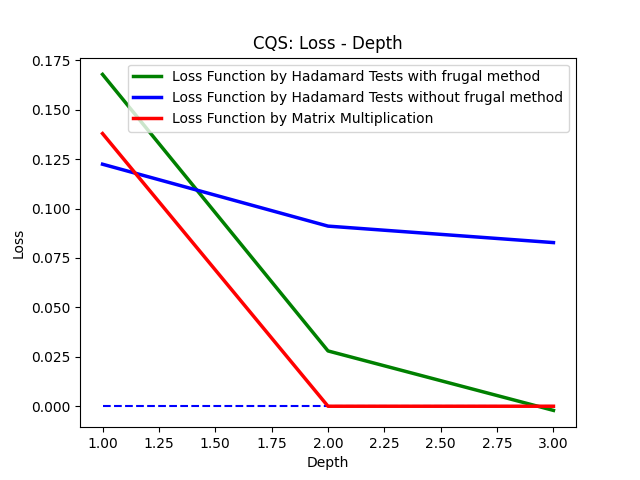 CQS: Loss - Depth
Loss Function by Hadamard Tests with frugal method
Loss Function by Hadamard Tests without frugal method
Loss Function by Matrix Multiplication
Loss
0.175
0.150
0.125
0.100
0.075
0.050
0.025
0.000
1.00 1.25 1.50 1.75 2.00 2.25 2.50 2.75 3.00
Depth